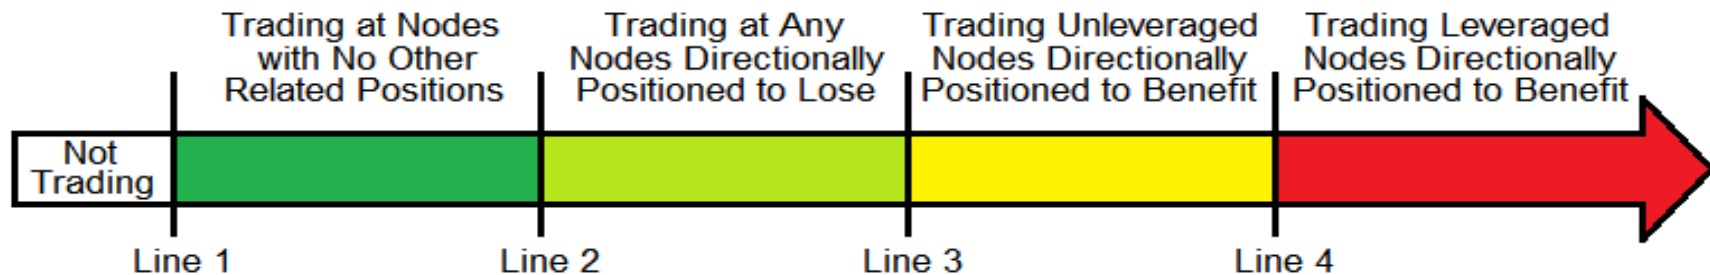 Trading at Nodes
with No Other
Related Positions
Trading at Any
Nodes Directionally
Positioned to Lose
Trading Unleveraged
Nodes Directionally
Positioned to Benefit
Trading Leveraged
Nodes Directionally
Positioned to Benefit
Not
Trading
Line 1
Line 2
Line 3
Line 4